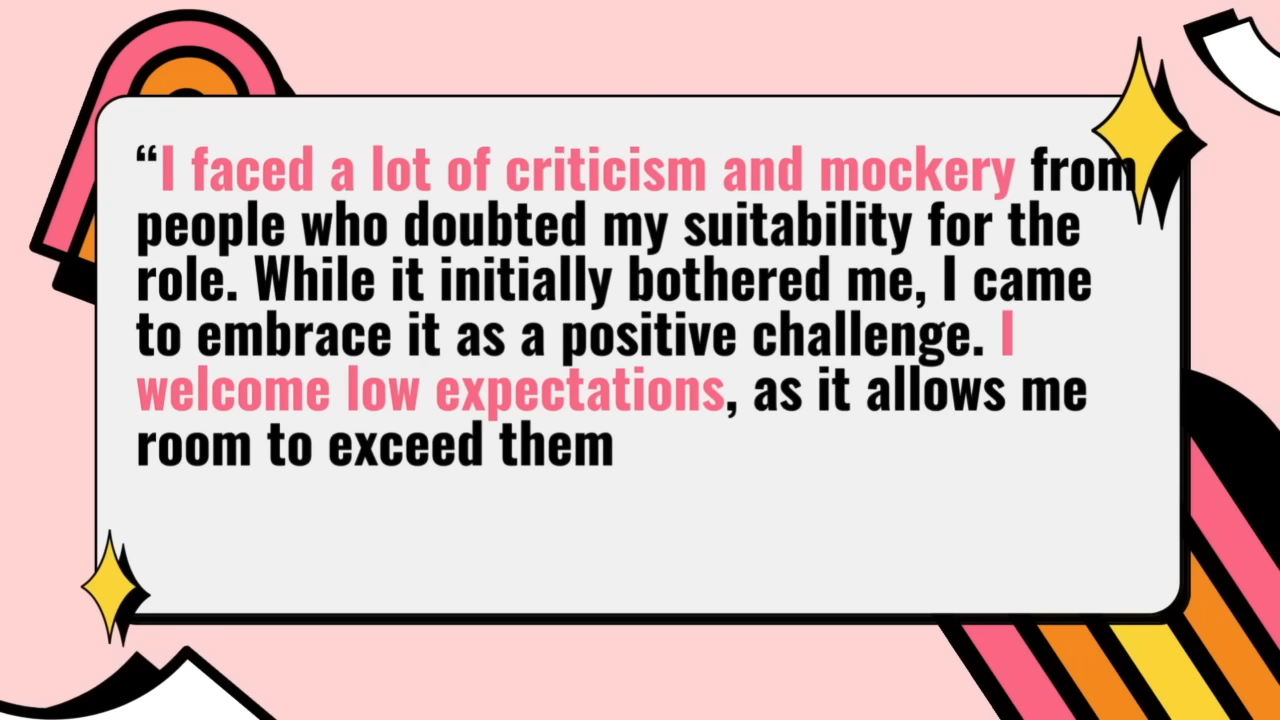 “I faced a lot of criticism and mockery from
people who doubted my suitability for the
role. While it initially bothered me, I came
to embrace it as a positive challenge. I
welcome low expectations, as it allows me
room to exceed them